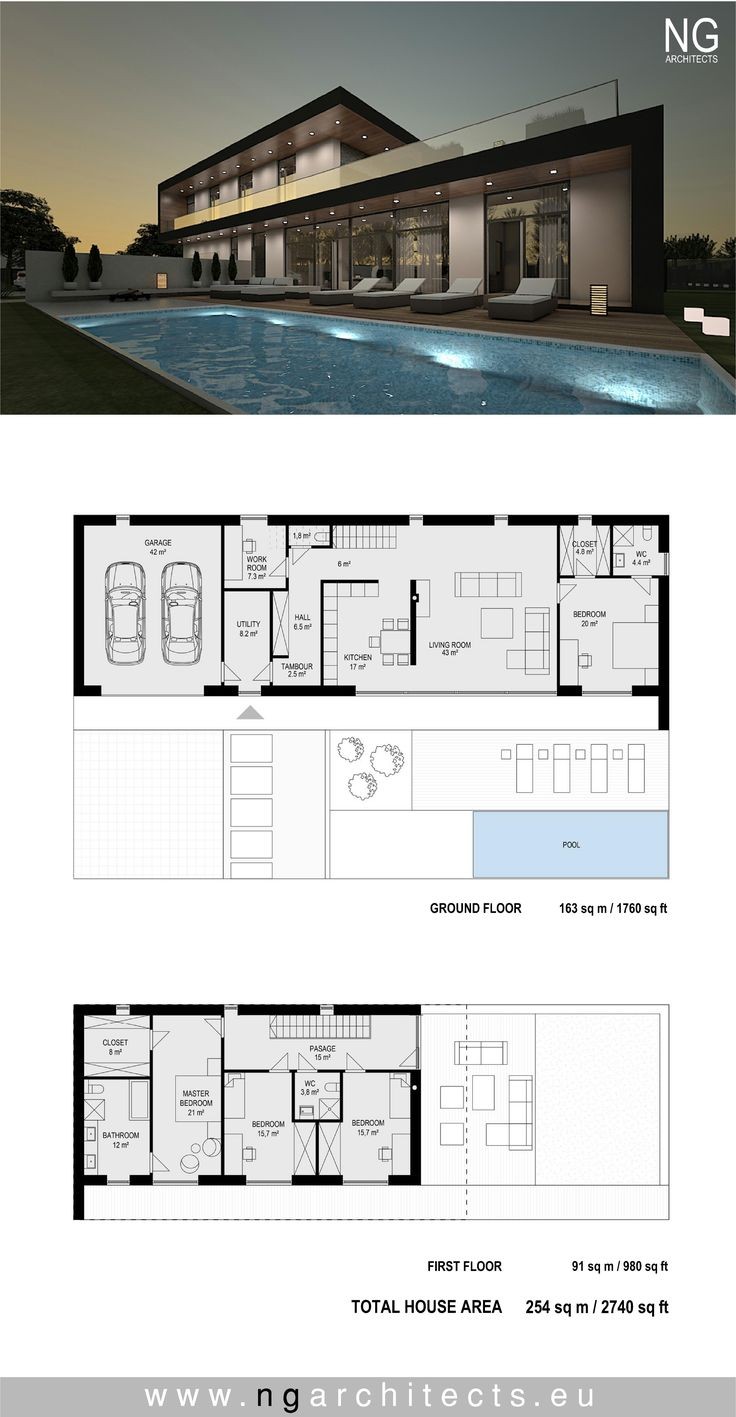 NG
ARCHITECTS
GARAGE
42 m²
WORK
ROOM
7.3 m²
1,8 m²
6 m²
CLOSET
4.8 m²
WC
4.4 m²
UTILITY
8.2 m²
HALL
6.5 m²
TAMBOUR
2.5 m²
KITCHEN
17 m²
LIVING ROOM
43 m²
BEDROOM
20 m²
POOL
GROUND FLOOR 163 sq m / 1760 sq ft
CLOSET
8 m²
PASAGE
15 m²
MASTER
BEDROOM
21 m²
WC
3,8 m²
BATHROOM
12 m²
BEDROOM
15,7 m²
BEDROOM
15,7 m²
FIRST FLOOR 91 sq m / 980 sq ft
TOTAL HOUSE AREA 254 sq m / 2740 sq ft
www.ngarchitects.eu